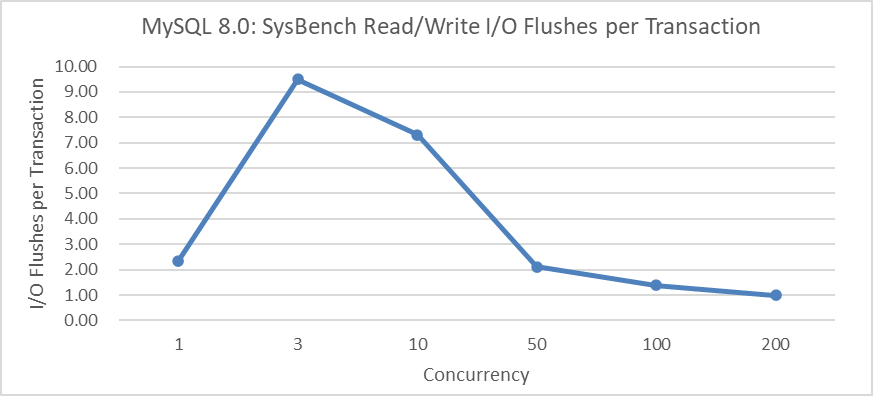 MySQL 8.0: SysBench Read/Write I/O Flushes per Transaction
I/O Flushes per Transaction
10.00
9.00
8.00
7.00
6.00
5.00
4.00
3.00
2.00
1.00
0.00
1 3 10 50 100 200
Concurrency